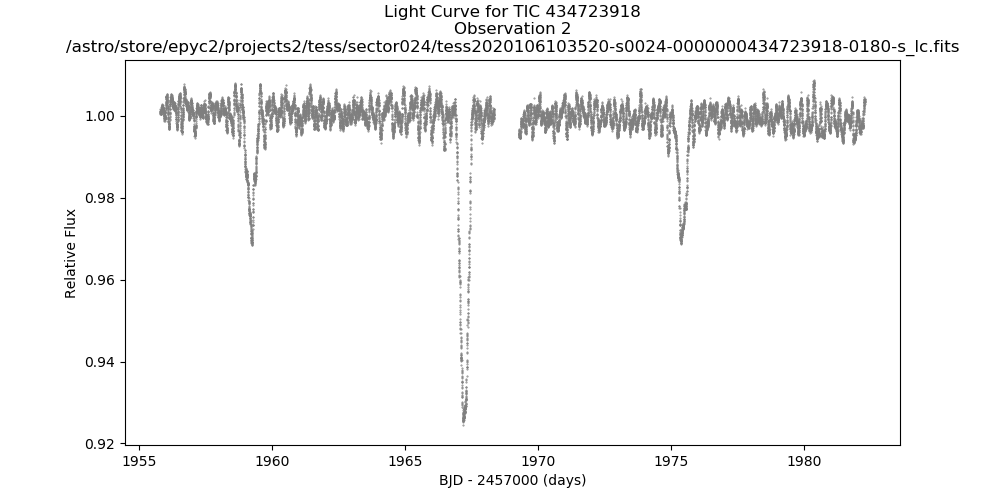 Light Curve for TIC 434723918
Observation 2
/astro/store/epyc2/projects2/tess/sector024/tess2020106103520-s0024-0000000434723918-0180-s_lc.fits
1.00
0.98
0.96
0.94
0.92
Relative Flux
1955
1960
1965
1970
1975
1980
BJD - 2457000 (days)